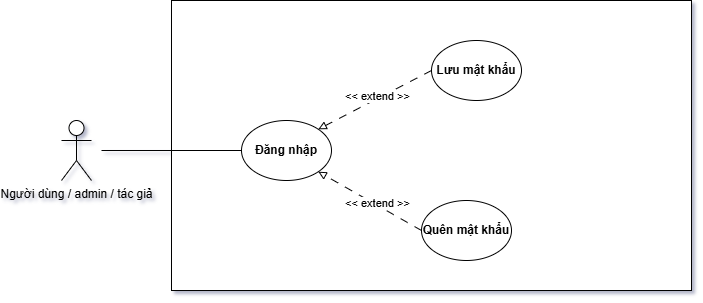 Lưu mật khẩu
<< extend >>
Đăng nhập
Người dùng / admin / tác giả
<< extend >>
Quên mật khẩu